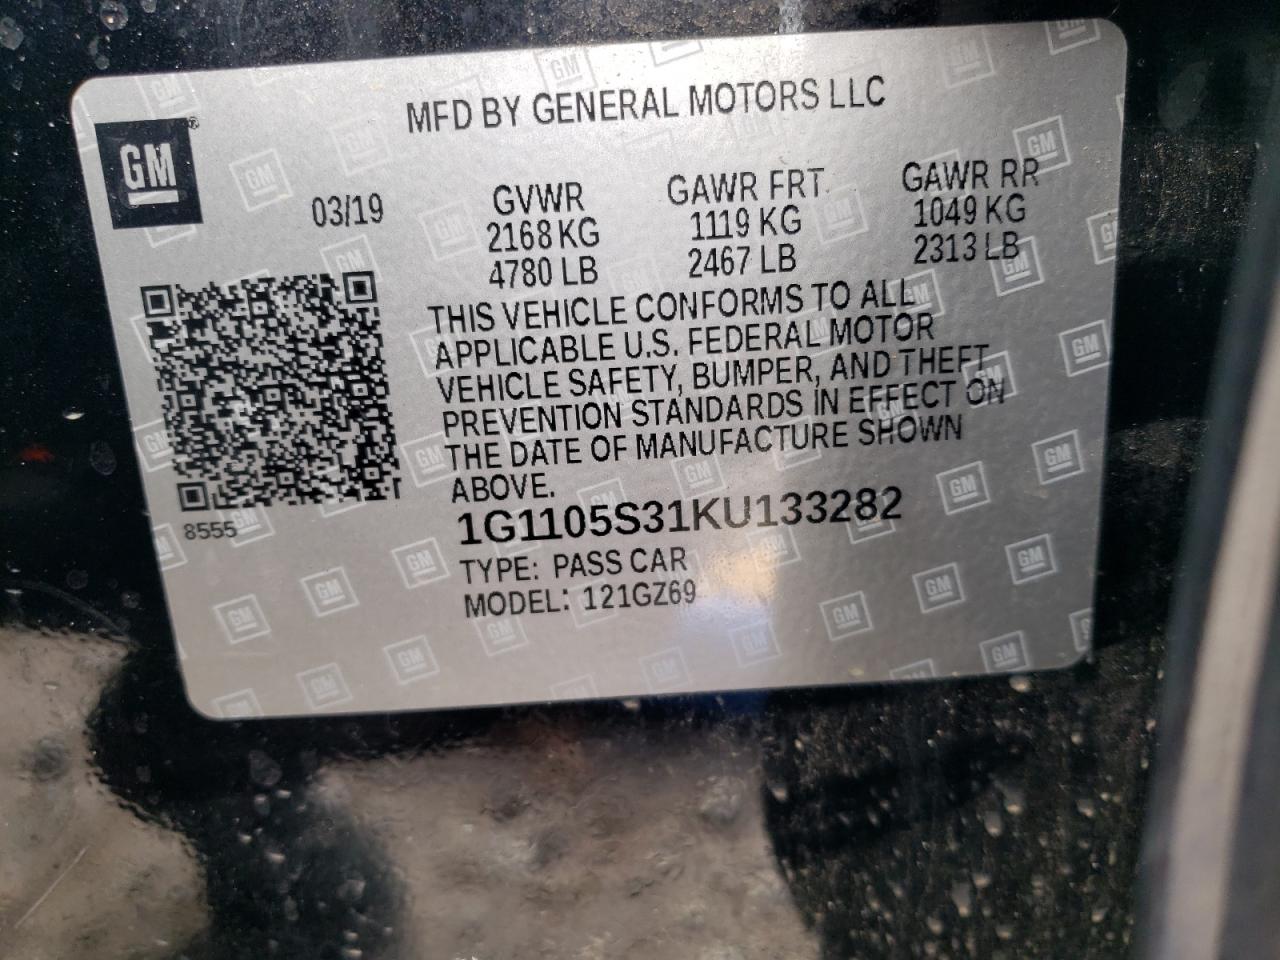 MFD BY GENERAL MOTORS LLC
GM
03/19
GVWR
2168 KG
4780 LB
GAWR FRT
1119 KG
2467 LB
GAWR RR
1049 KG
2313 LB
THIS VEHICLE CONFORMS TO ALL
APPLICABLE U.S. FEDERAL MOTOR
VEHICLE SAFETY, BUMPER, AND THEFT
PREVENTION STANDARDS IN EFFECT ON
THE DATE OF MANUFACTURE SHOWN
ABOVE.
8555
1G1105S31KU133282
TYPE: PASS CAR
MODEL: 121GZ69